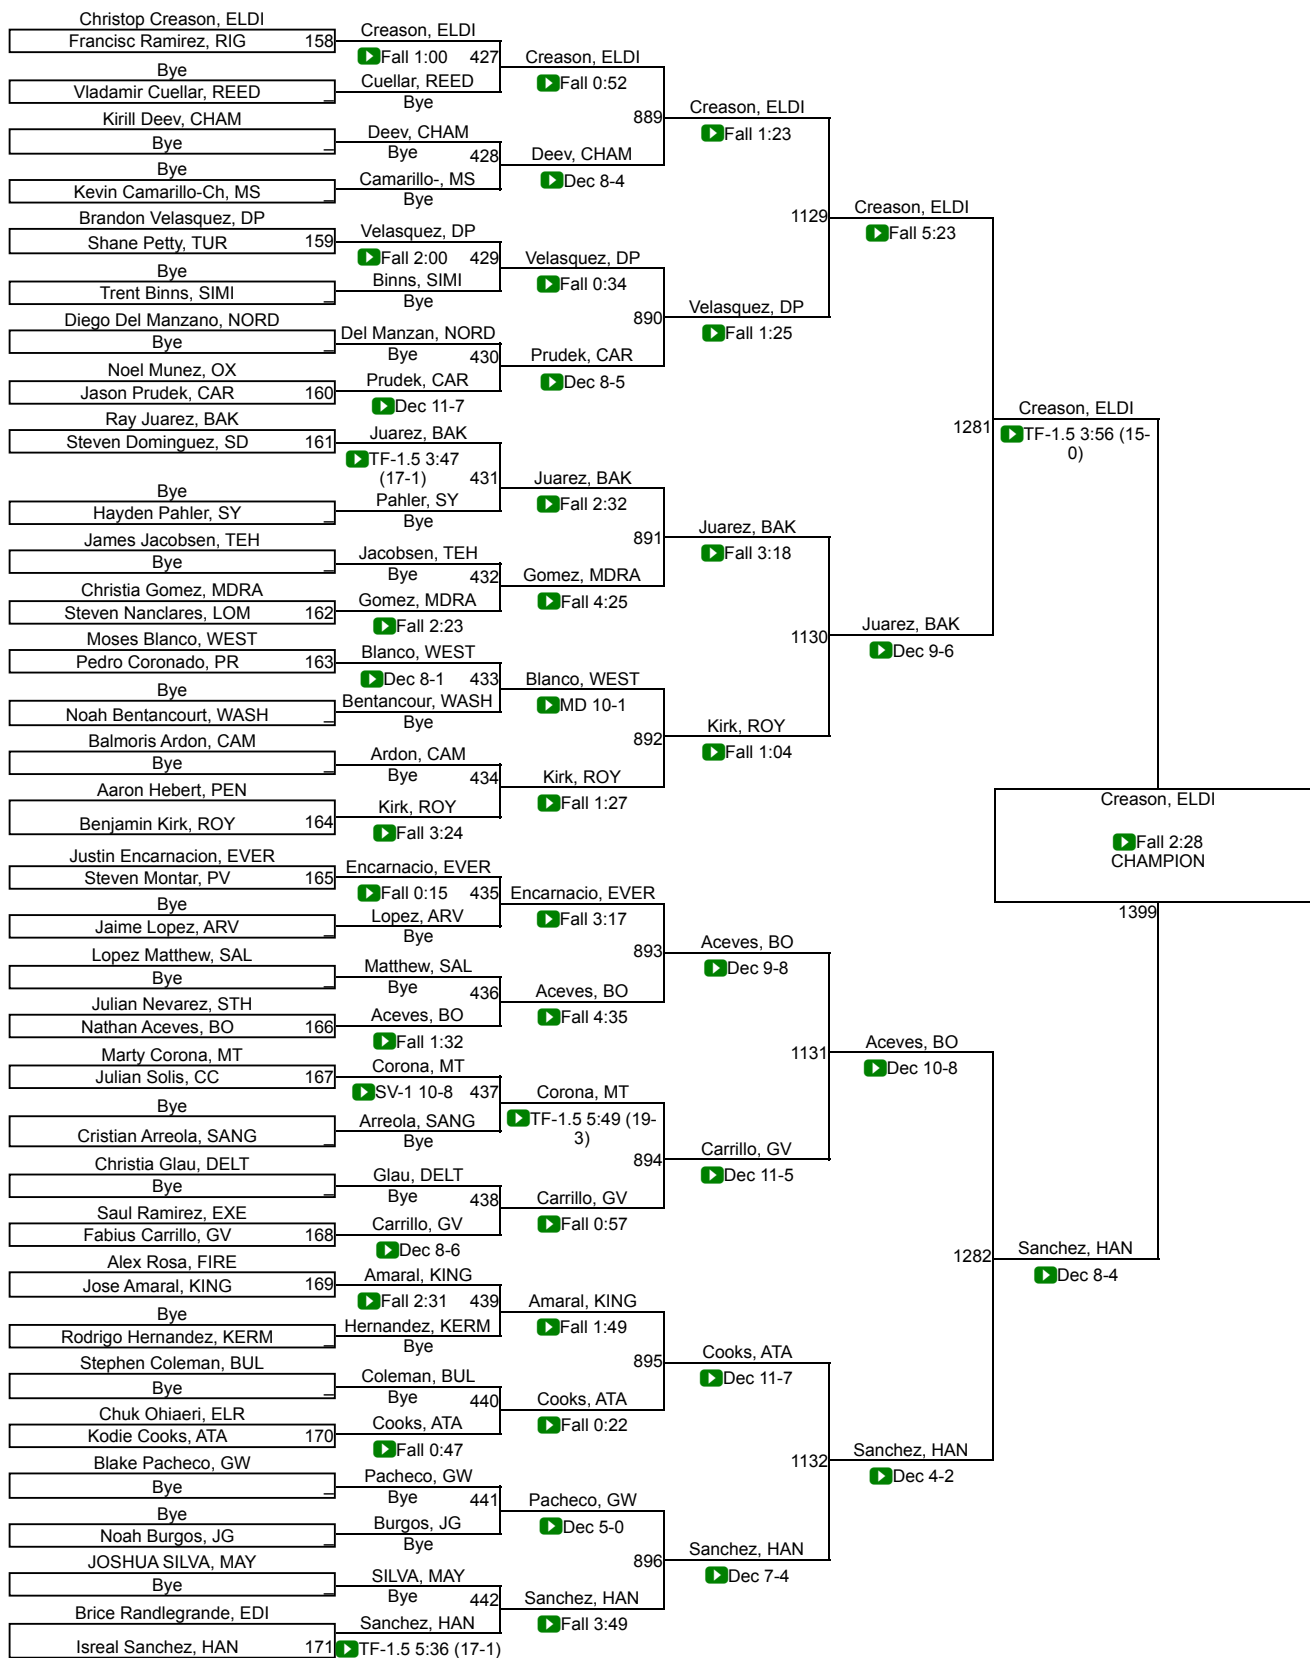 Christop Creason, ELDI
Francisc Ramirez, RIG 158
Bye
Vladamir Cuellar, REED _
Kirill Deev, CHAM
Bye _
Bye
Kevin Camarillo-Ch, MS _
Brandon Velasquez, DP
Shane Petty, TUR 159
Bye
Trent Binns, SIMI _
Diego Del Manzano, NORD
Bye _
Noel Munez, OX
Jason Prudek, CAR 160
Ray Juarez, BAK
Steven Dominguez, SD 161
Bye
Hayden Pahler, SY _
James Jacobsen, TEH
Bye _
Christia Gomez, MDRA
Steven Nanclares, LOM 162
Moses Blanco, WEST
Pedro Coronado, PR 163
Bye
Noah Bentancourt, WASH _
Balmoris Ardon, CAM
Bye _
Aaron Hebert, PEN
Benjamin Kirk, ROY 164
Justin Encarnacion, EVER
Steven Montar, PV 165
Bye
Jaime Lopez, ARV _
Lopez Matthew, SAL
Bye _
Julian Nevarez, STH
Nathan Aceves, BO 166
Marty Corona, MT
Julian Solis, CC 167
Bye
Cristian Arreola, SANG _
Christia Glau, DELT
Bye _
Saul Ramirez, EXE
Fabius Carrillo, GV 168
Alex Rosa, FIRE
Jose Amaral, KING 169
Bye
Rodrigo Hernandez, KERM _
Stephen Coleman, BUL
Bye _
Chuk Ohiaeri, ELR
Kodie Cooks, ATA 170
Blake Pacheco, GW
Bye _
Bye
Noah Burgos, JG _
JOSHUA SILVA, MAY
Bye _
Brice Randlegrande, EDI
Isreal Sanchez, HAN 171
Creason, ELDI
Fall 1:00 427
Cuellar, REED
Bye
Deev, CHAM
Bye 428
Camarillo-, MS
Bye
Velasquez, DP
Fall 2:00 429
Binns, SIMI
Bye
Del Manzan, NORD
Bye 430
Prudek, CAR
Dec 11-7
Juarez, BAK
TF-1.5 3:47
(17-1) 431
Pahler, SY
Bye
Jacobsen, TEH
Bye 432
Gomez, MDRA
Fall 2:23
Blanco, WEST
Dec 8-1 433
Bentancour, WASH
Bye
Ardon, CAM
Bye 434
Kirk, ROY
Fall 3:24
Encarnacio, EVER
Fall 0:15 435
Lopez, ARV
Bye
Matthew, SAL
Bye 436
Aceves, BO
Fall 1:32
Corona, MT
SV-1 10-8 437
Arreola, SANG
Bye
Glau, DELT
Bye 438
Carrillo, GV
Dec 8-6
Amaral, KING
Fall 2:31 439
Hernandez, KERM
Bye
Coleman, BUL
Bye 440
Cooks, ATA
Fall 0:47
Pacheco, GW
Bye 441
Burgos, JG
Bye
SILVA, MAY
Bye 442
Sanchez, HAN
TF-1.5 5:36 (17-1)
Creason, ELDI
Fall 0:52
889
Deev, CHAM
Dec 8-4
Velasquez, DP
Fall 0:34
890
Prudek, CAR
Dec 8-5
Juarez, BAK
Fall 2:32
891
Gomez, MDRA
Fall 4:25
Blanco, WEST
MD 10-1
892
Kirk, ROY
Fall 1:27
Encarnacio, EVER
Fall 3:17
893
Aceves, BO
Fall 4:35
Corona, MT
TF-1.5 5:49 (19-
3)
894
Carrillo, GV
Fall 0:57
Amaral, KING
Fall 1:49
895
Cooks, ATA
Fall 0:22
Pacheco, GW
Dec 5-0
896
Sanchez, HAN
Fall 3:49
Creason, ELDI
Fall 1:23
1129
Velasquez, DP
Fall 1:25
Juarez, BAK
Fall 3:18
1130
Kirk, ROY
Fall 1:04
Aceves, BO
Dec 9-8
1131
Carrillo, GV
Dec 11-5
Cooks, ATA
Dec 11-7
1132
Sanchez, HAN
Dec 7-4
Creason, ELDI
Fall 5:23
1281
Juarez, BAK
Dec 9-6
Aceves, BO
Dec 10-8
1282
Sanchez, HAN
Dec 4-2
Creason, ELDI
TF-1.5 3:56 (15-
0)
Sanchez, HAN
Dec 8-4
Creason, ELDI
Fall 2:28
CHAMPION
1399